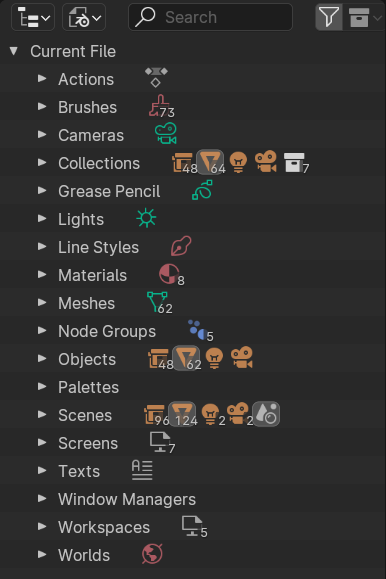 Search
Current File
Actions
Brushes 73
Cameras
Collections 48 64 7
Grease Pencil
Lights
Line Styles
Materials 8
Meshes 62
Node Groups 5
Objects 48 62
Palettes
Scenes 96 124 2 2
Screens 7
Texts
Window Managers
Workspaces 5
Worlds